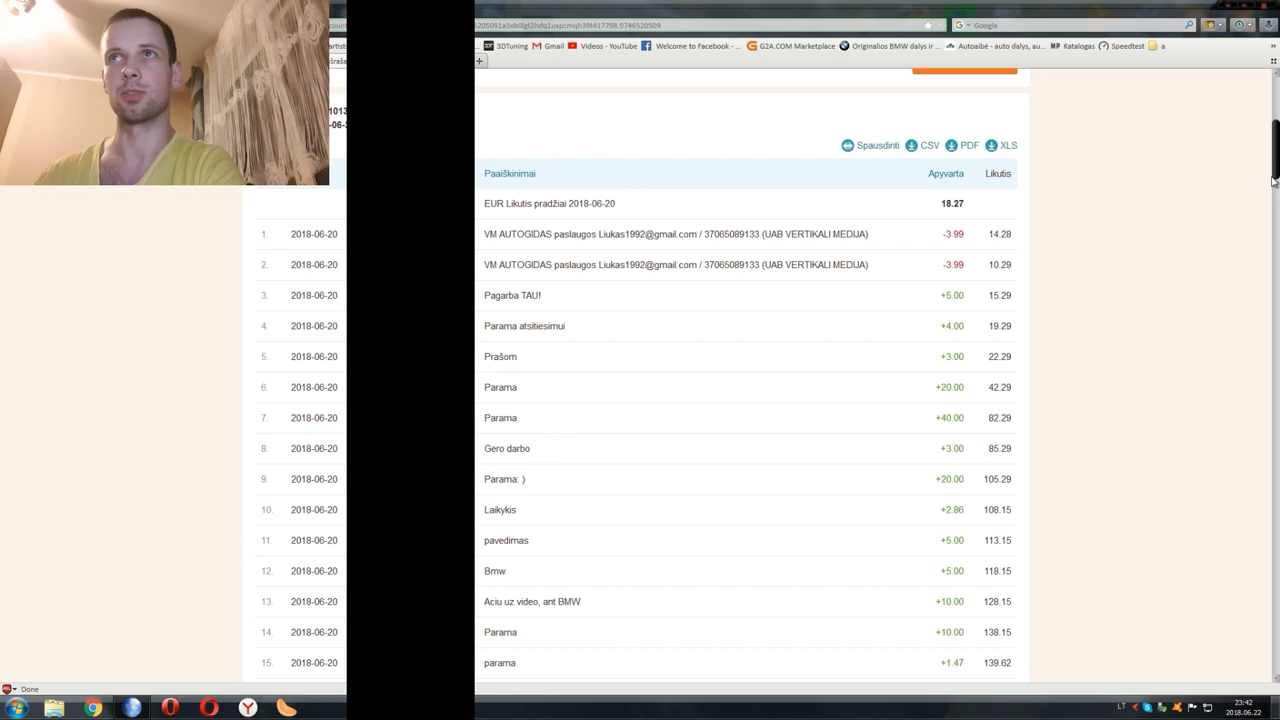 205091a3xb0lgt2hdq1uxpcmqh39t417798.9746520509
Google
3DTuning Gmail Videos - YouTube Welcome to Facebook - ... G2A.COM Marketplace Originalios BMW dalys ir ... Autoaibė - auto dalys, au... Katalogas Speedtest a
Spausdinti CSV PDF XLS
Paaiškinimai Apyvarta Likutis
EUR Likutis pradžiai 2018-06-20 18.27
1. 2018-06-20 VM AUTOGIDAS paslaugos Liukas1992@gmail.com / 37065089133 (UAB VERTIKALI MEDIJA) -3.99 14.28
2. 2018-06-20 VM AUTOGIDAS paslaugos Liukas1992@gmail.com / 37065089133 (UAB VERTIKALI MEDIJA) -3.99 10.29
3. 2018-06-20 Pagarba TAU! +5.00 15.29
4. 2018-06-20 Parama atsitiesimui +4.00 19.29
5. 2018-06-20 Prašom +3.00 22.29
6. 2018-06-20 Parama +20.00 42.29
7. 2018-06-20 Parama +40.00 82.29
8. 2018-06-20 Gero darbo +3.00 85.29
9. 2018-06-20 Parama: ) +20.00 105.29
10. 2018-06-20 Laikykis +2.86 108.15
11. 2018-06-20 pavedimas +5.00 113.15
12. 2018-06-20 Bmw +5.00 118.15
13. 2018-06-20 Aciu uz video, ant BMW +10.00 128.15
14. 2018-06-20 Parama +10.00 138.15
15. 2018-06-20 parama +1.47 139.62
Done
LT 23:42
2018.06.22